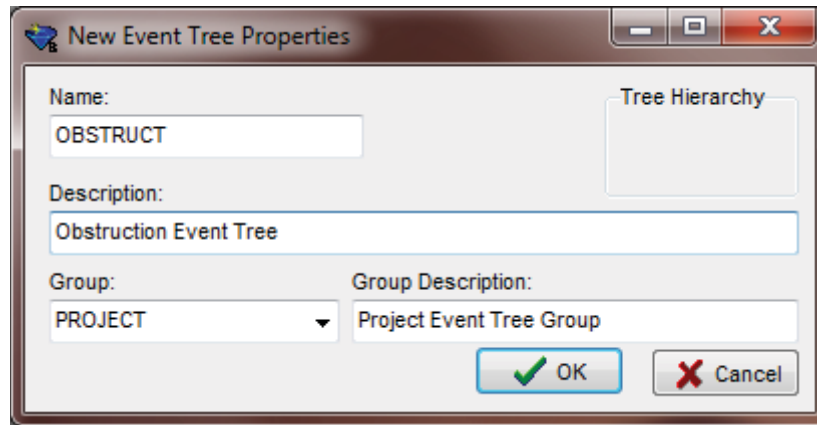 New Event Tree Properties
Name:
Tree Hierarchy
OBSTRUCT
Description:
Obstruction Event Tree
Group:
Group Description:
PROJECT
Project Event Tree Group
OK
Cancel